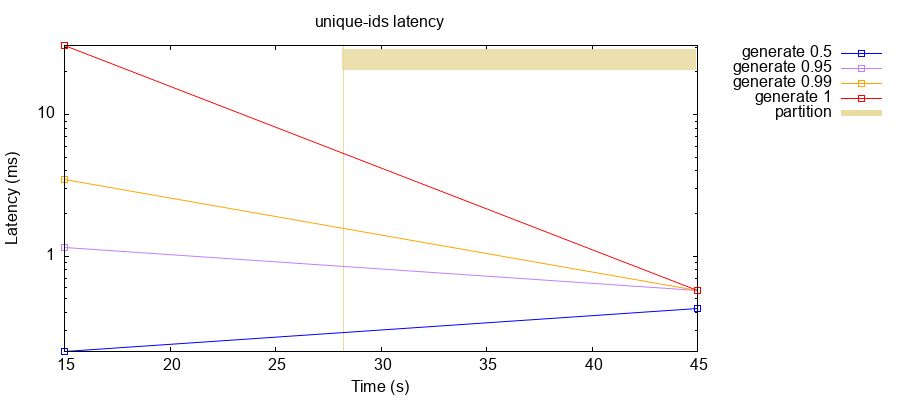 unique-ids latency
generate 0.5
generate 0.95
generate 0.99
generate 1
partition
10
1
Latency (ms)
15 20 25 30 35 40 45
Time (s)